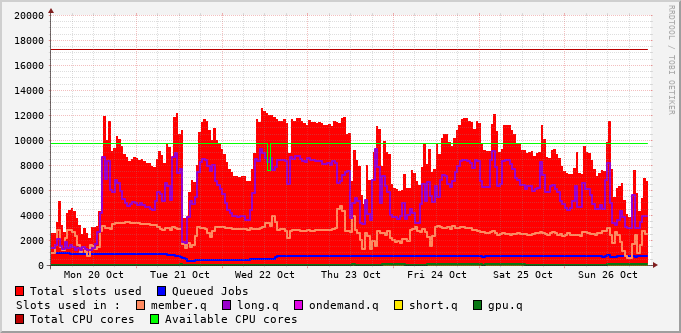 20000
18000
16000
14000
12000
10000
8000
6000
4000
2000
0
Mon 20 Oct Tue 21 Oct Wed 22 Oct Thu 23 Oct Fri 24 Oct Sat 25 Oct Sun 26 Oct
RRDTOOL / TOBI OETIKER
Total slots used Queued Jobs
Slots used in : member.q long.q ondemand.q short.q gpu.q
Total CPU cores Available CPU cores